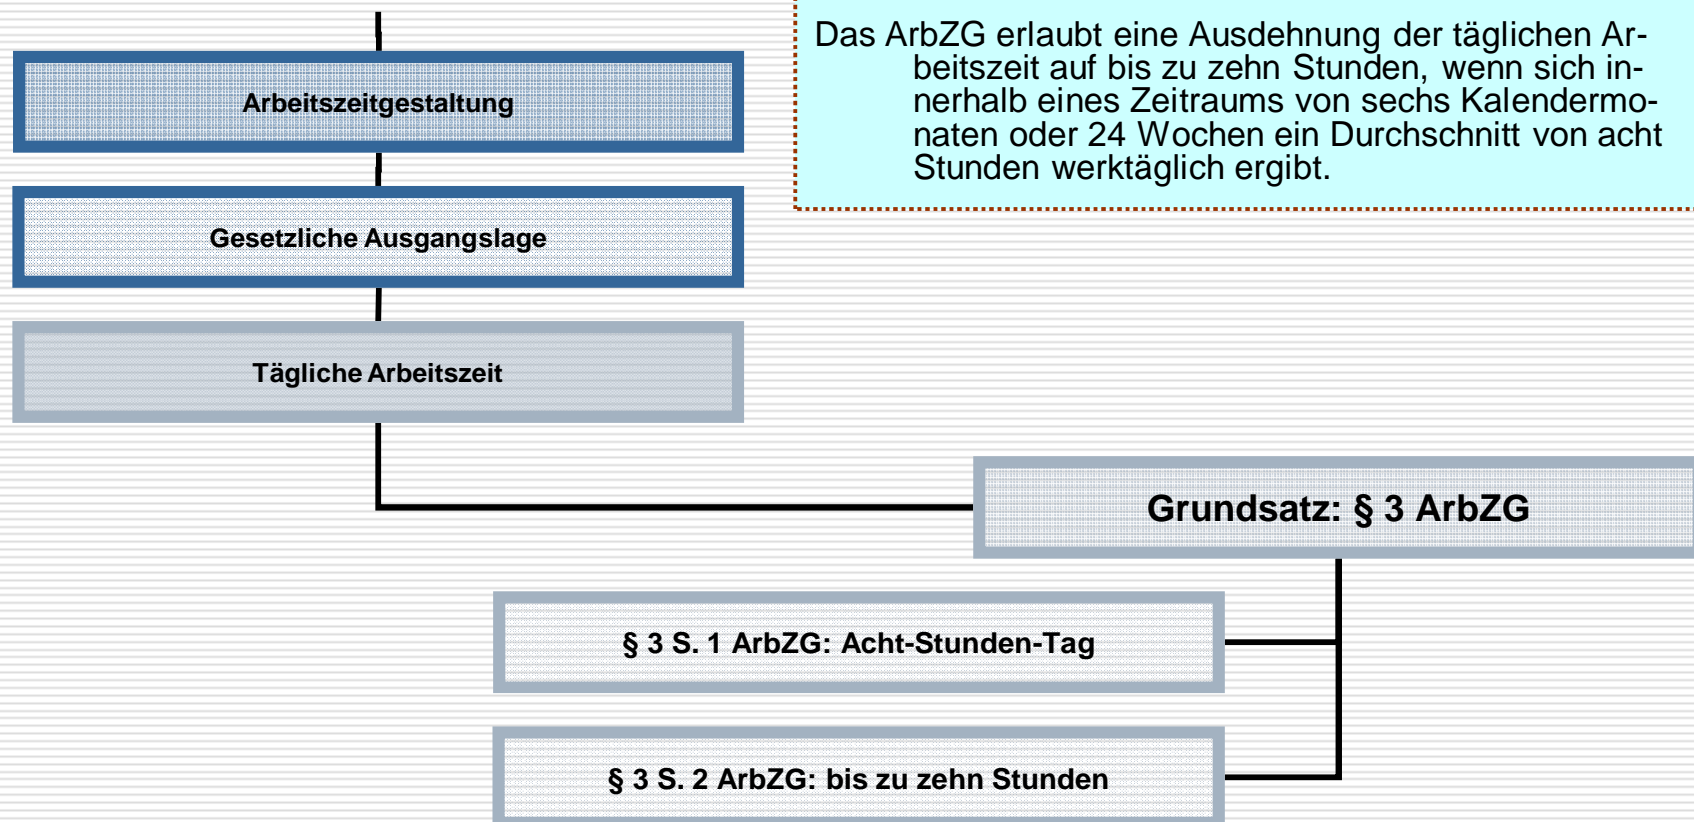 Das ArbZG erlaubt eine Ausdehnung der täglichen Ar-
beitszeit auf bis zu zehn Stunden, wenn sich in-
nerhalb eines Zeitraums von sechs Kalendermo-
naten oder 24 Wochen ein Durchschnitt von acht
Stunden werktäglich ergibt.
Arbeitszeitgestaltung
Gesetzliche Ausgangslage
Tägliche Arbeitszeit
Grundsatz: § 3 ArbZG
§ 3 S. 1 ArbZG: Acht-Stunden-Tag
§ 3 S. 2 ArbZG: bis zu zehn Stunden